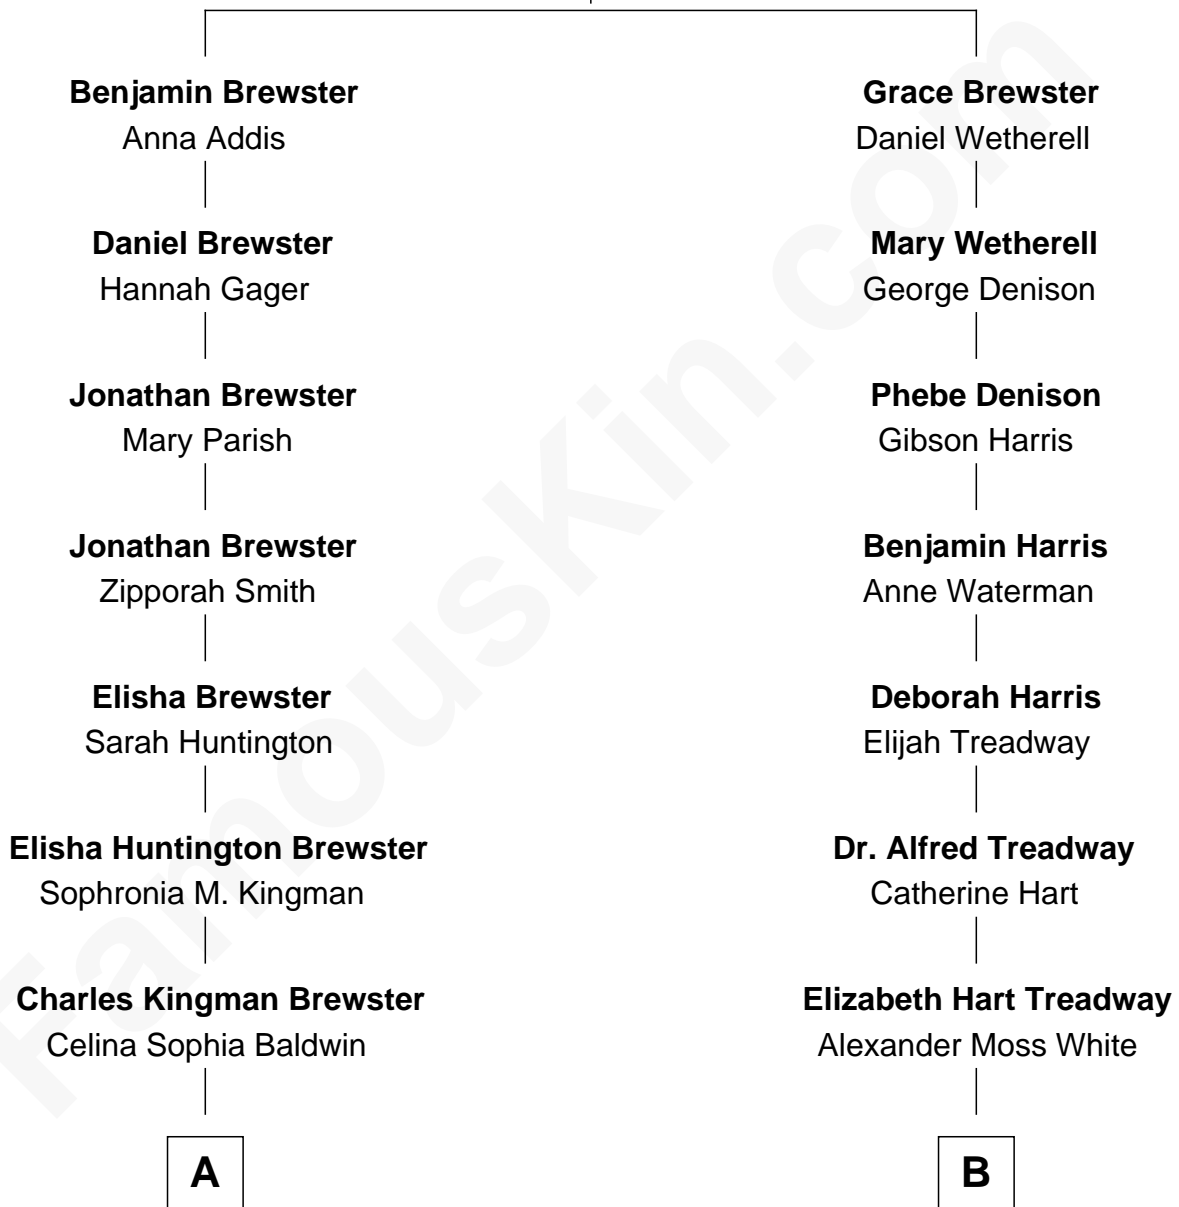 Benjamin Brewster
Anna Addis
Daniel Brewster
Hannah Gager
Jonathan Brewster
Mary Parish
Jonathan Brewster
Zipporah Smith
Elisha Brewster
Sarah Huntington
Elisha Huntington Brewster
Sophronia M. Kingman
Charles Kingman Brewster
Celina Sophia Baldwin
A
Grace Brewster
Daniel Wetherell
Mary Wetherell
George Denison
Phebe Denison
Gibson Harris
Benjamin Harris
Anne Waterman
Deborah Harris
Elijah Treadway
Dr. Alfred Treadway
Catherine Hart
Elizabeth Hart Treadway
Alexander Moss White
B
FamousKin.com